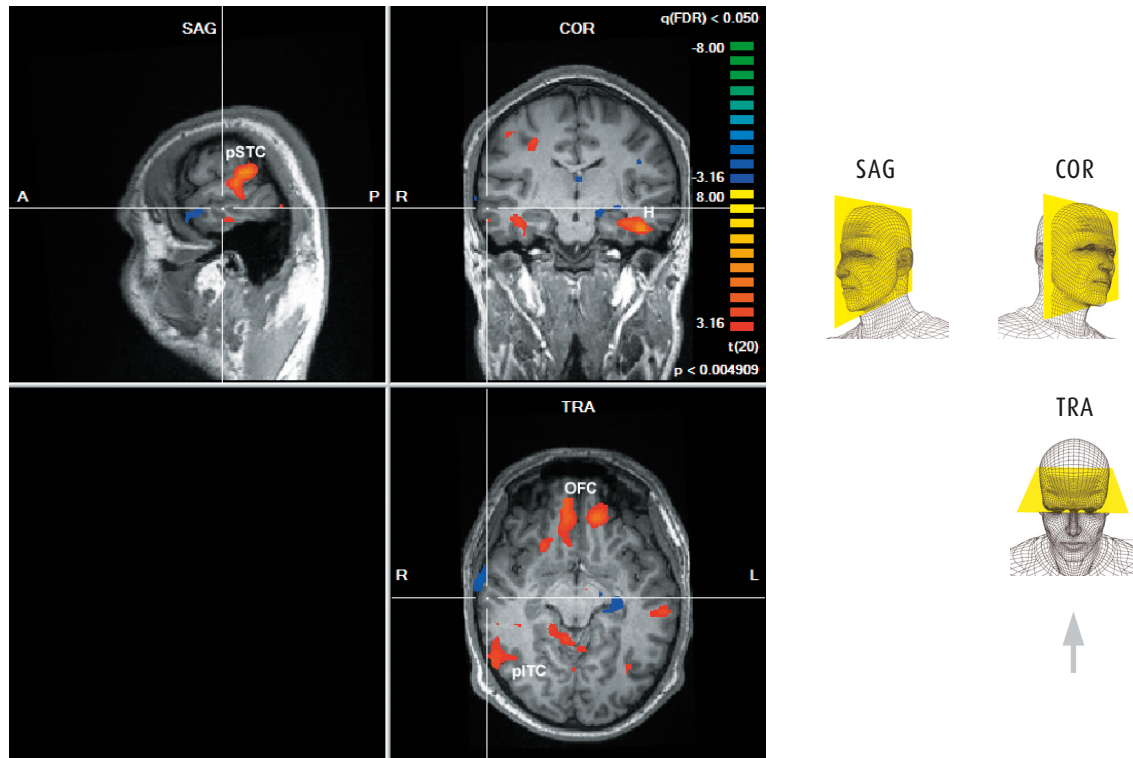 SAG
pSTC
A
P
COR
R
H
q(FDR) < 0.050
-8.00
-3.16
8.00
3.16
t(20)
p < 0.004909
TRA
OFC
R
L
pITC
SAG
COR
TRA